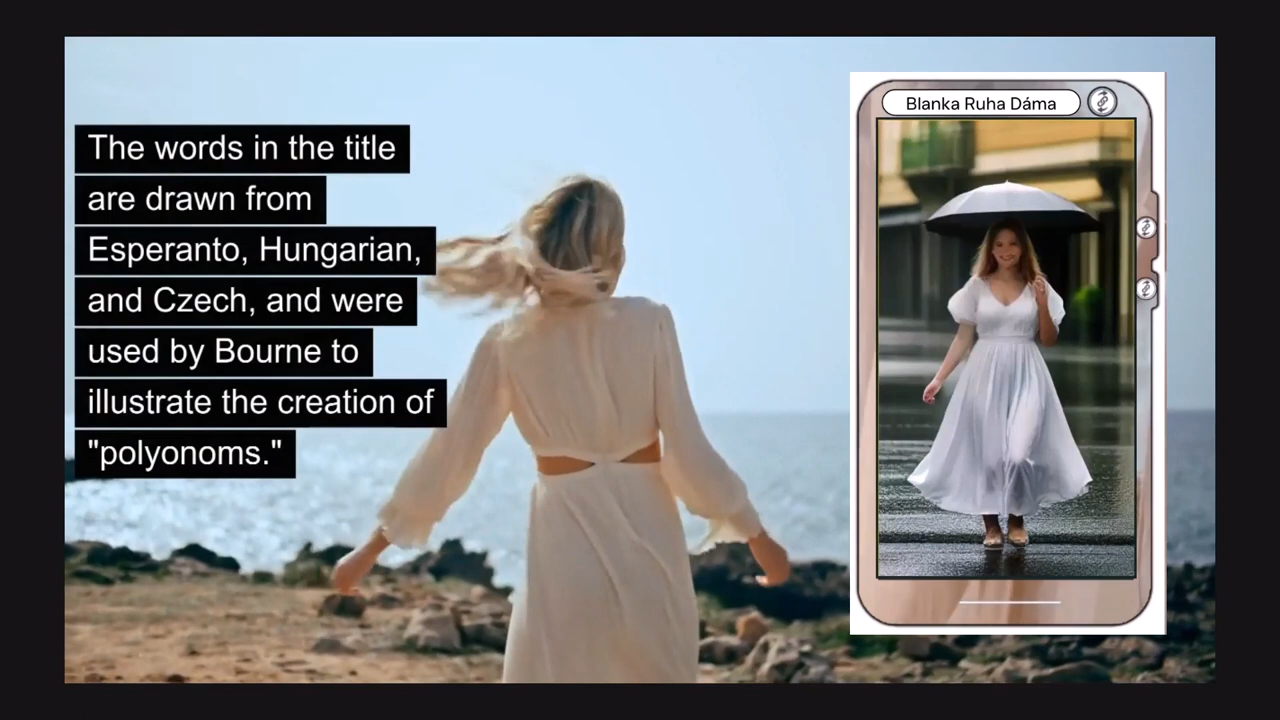 The words in the title
are drawn from
Esperanto, Hungarian,
and Czech, and were
used by Bourne to
illustrate the creation of
"polyonoms."
Blanka Ruha Dáma